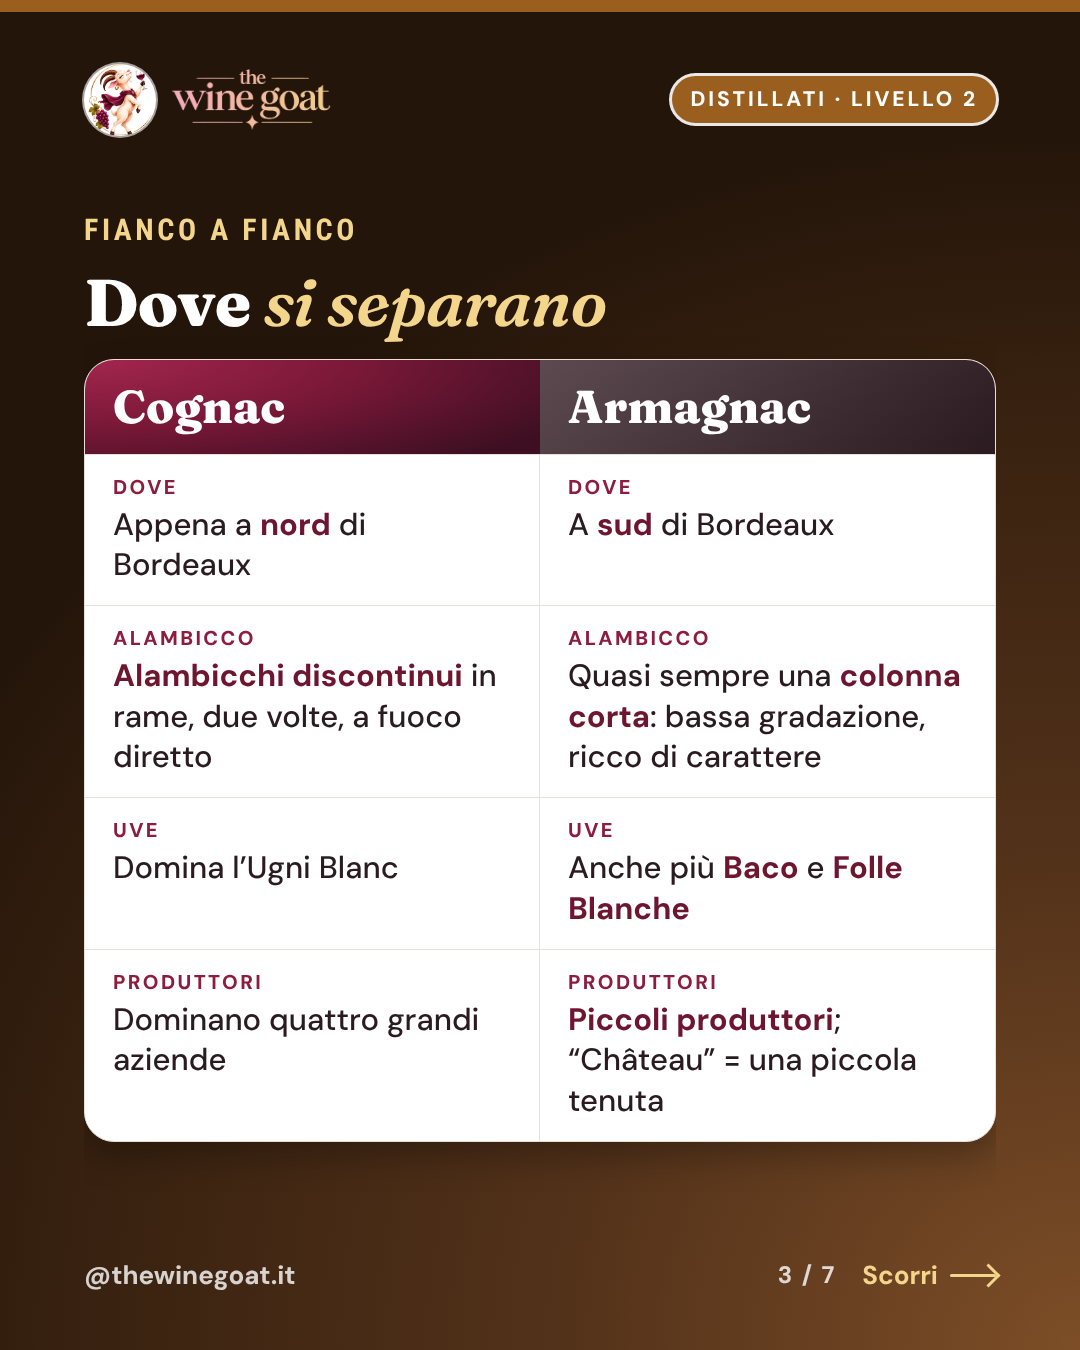 the
wine goat
DISTILLATI · LIVELLO 2
FIANCO A FIANCO
Dove si separano
Cognac
Armagnac
DOVE
Appena a nord di
Bordeaux
DOVE
A sud di Bordeaux
ALAMBICCO
Alambicchi discontinui in
rame, due volte, a fuoco
diretto
ALAMBICCO
Quasi sempre una colonna
corta: bassa gradazione,
ricco di carattere
UVE
Domina l’Ugni Blanc
UVE
Anche più Baco e Folle
Blanche
PRODUTTORI
Dominano quattro grandi
aziende
PRODUTTORI
Piccoli produttori;
“Château” = una piccola
tenuta
@thewinegoat.it
3 / 7
Scorri